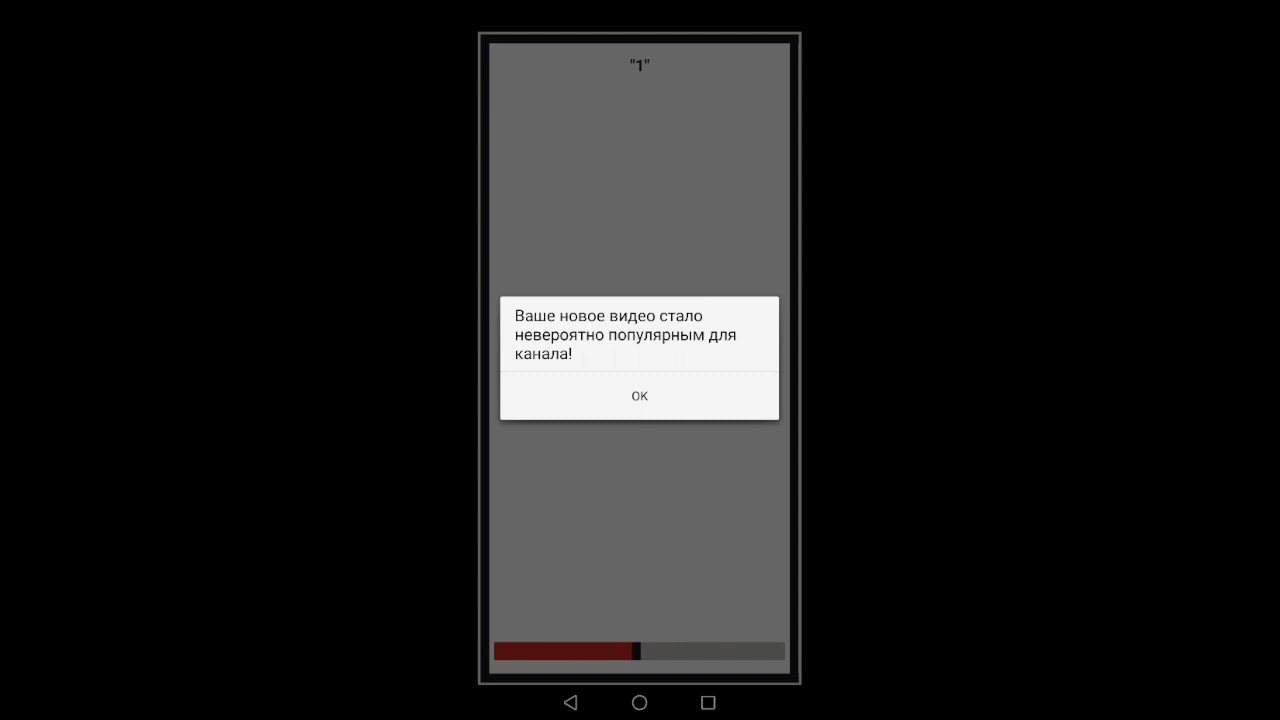 "1"
Ваше новое видео стало
невероятно популярным для
канала!
OK